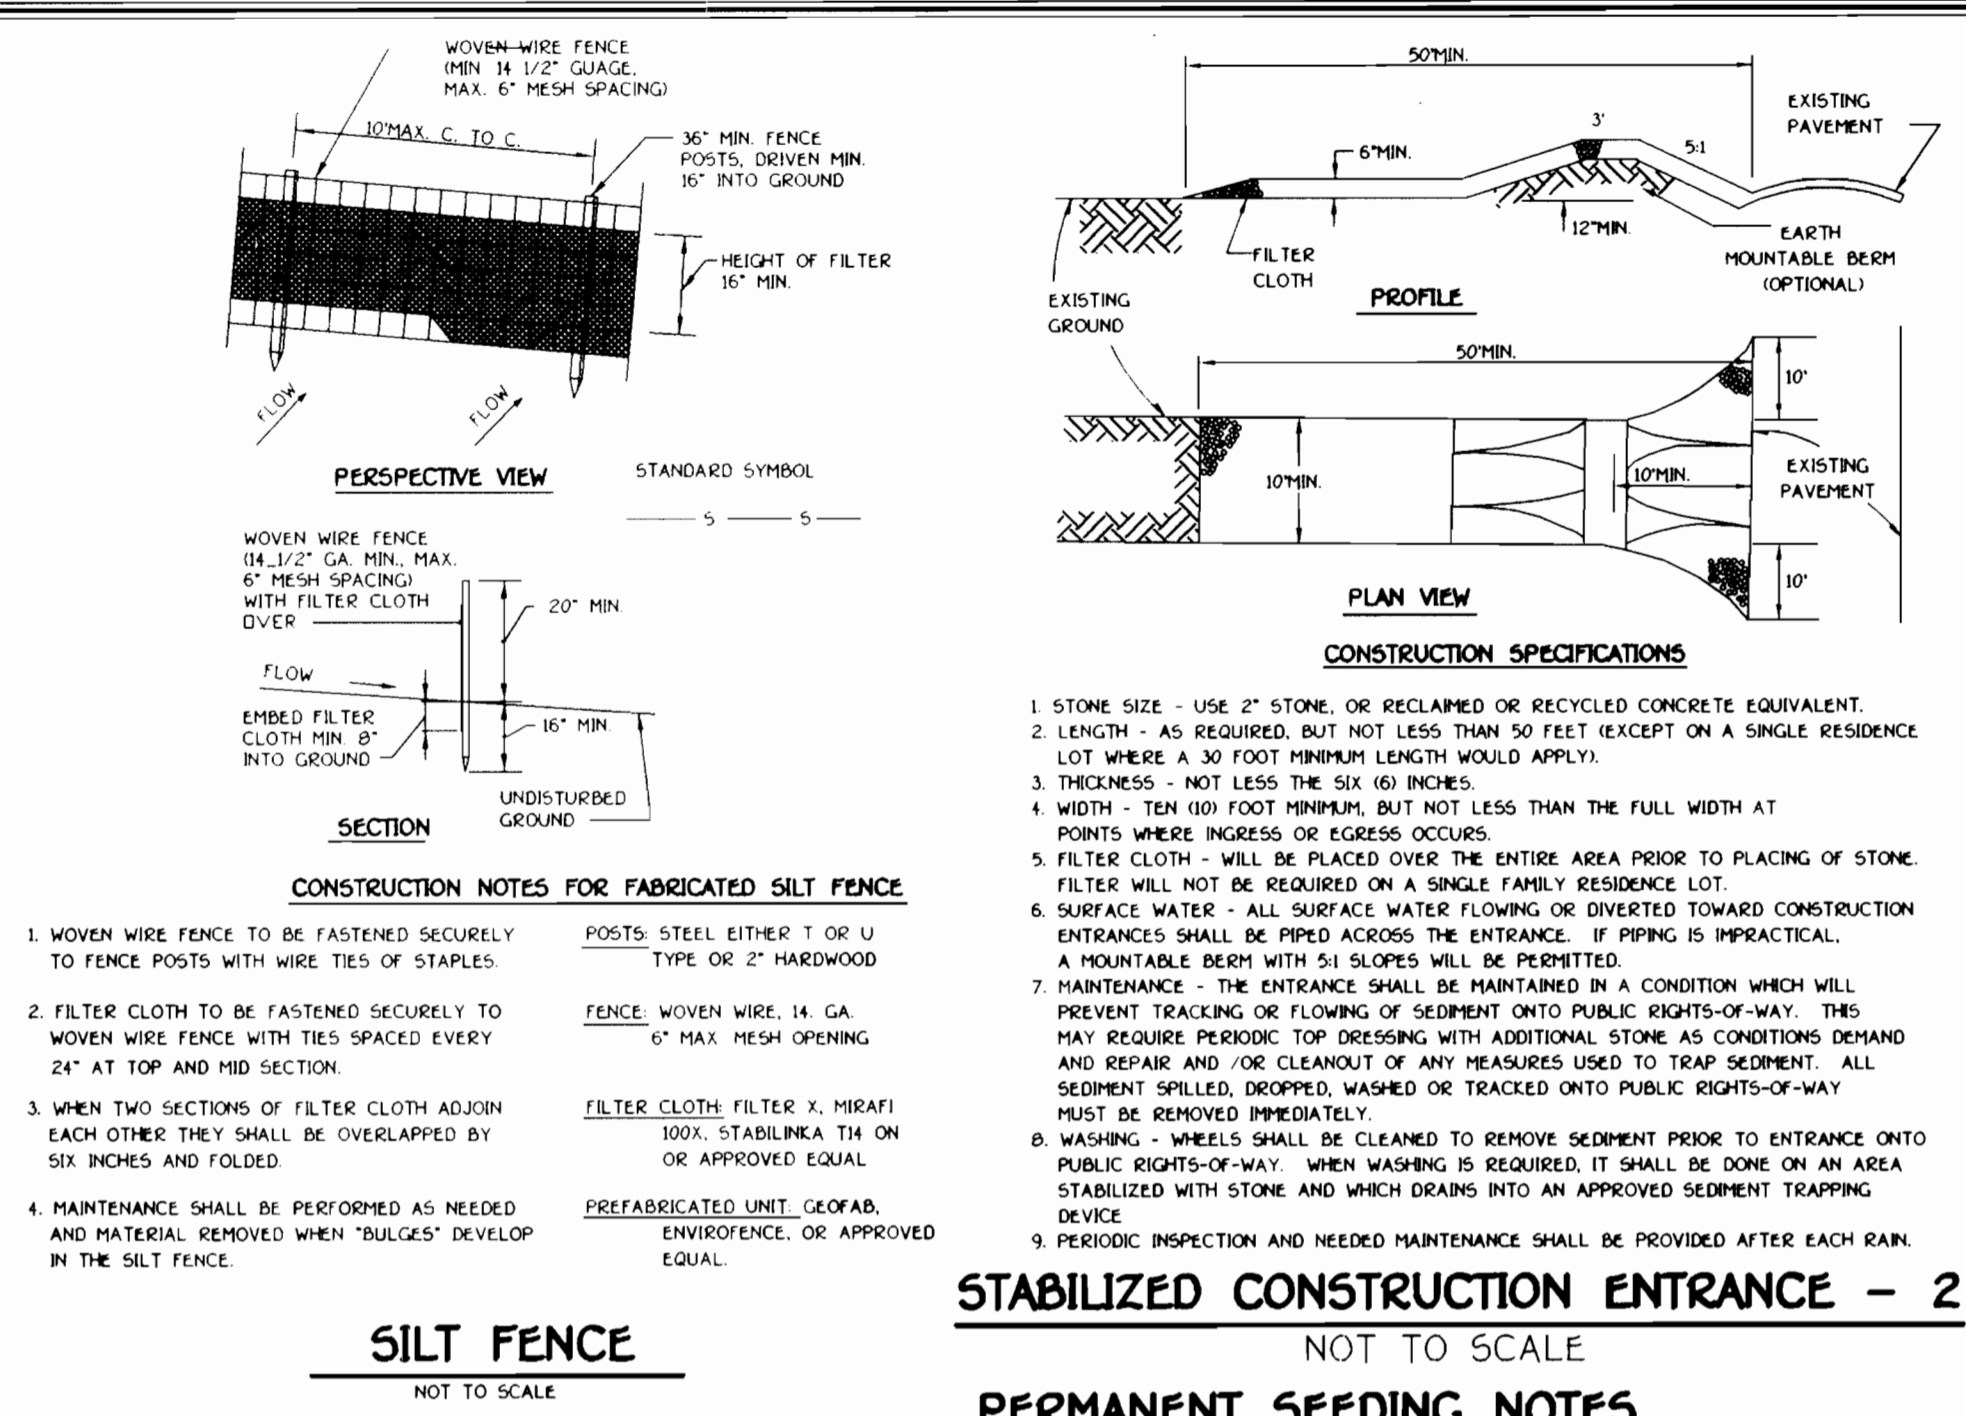 WOVEN WIRE FENCE
(MIN 14 1/2" GUAGE,
MAX. 6" MESH SPACING)
10'MAX. C. TO C.
36" MIN. FENCE
POSTS, DRIVEN MIN.
16" INTO GROUND
HEIGHT OF FILTER
16" MIN.
FLOW
FLOW
PERSPECTIVE VIEW
STANDARD SYMBOL
S
S
WOVEN WIRE FENCE
(14_1/2" GA. MIN., MAX.
6" MESH SPACING)
WITH FILTER CLOTH
OVER
20" MIN.
FLOW
EMBED FILTER
CLOTH MIN. 8"
INTO GROUND
16" MIN.
UNDISTURBED
GROUND
SECTION
CONSTRUCTION NOTES FOR FABRICATED SILT FENCE
1. WOVEN WIRE FENCE TO BE FASTENED SECURELY
TO FENCE POSTS WITH WIRE TIES OF STAPLES.
2. FILTER CLOTH TO BE FASTENED SECURELY TO
WOVEN WIRE FENCE WITH TIES SPACED EVERY
24" AT TOP AND MID SECTION.
3. WHEN TWO SECTIONS OF FILTER CLOTH ADJOIN
EACH OTHER THEY SHALL BE OVERLAPPED BY
SIX INCHES AND FOLDED.
4. MAINTENANCE SHALL BE PERFORMED AS NEEDED
AND MATERIAL REMOVED WHEN "BULGES" DEVELOP
IN THE SILT FENCE.
POSTS: STEEL EITHER T OR U
TYPE OR 2" HARDWOOD
FENCE: WOVEN WIRE, 14. GA.
6" MAX MESH OPENING
FILTER CLOTH: FILTER X, MIRAFI
100X, STABILINKA T14 ON
OR APPROVED EQUAL
PREFABRICATED UNIT: GEOFAB,
ENVIROFENCE, OR APPROVED
EQUAL.
SILT FENCE
NOT TO SCALE
50'MIN.
EXISTING
PAVEMENT
3'
5:1
6"MIN.
12"MIN.
FILTER
CLOTH
EARTH
MOUNTABLE BERM
(OPTIONAL)
PROFILE
EXISTING
GROUND
50'MIN.
10'
10'MIN.
10'MIN.
EXISTING
PAVEMENT
10'
PLAN VIEW
CONSTRUCTION SPECIFICATIONS
1. STONE SIZE - USE 2" STONE, OR RECLAIMED OR RECYCLED CONCRETE EQUIVALENT.
2. LENGTH - AS REQUIRED, BUT NOT LESS THAN 50 FEET (EXCEPT ON A SINGLE RESIDENCE
LOT WHERE A 30 FOOT MINIMUM LENGTH WOULD APPLY).
3. THICKNESS - NOT LESS THE SIX (6) INCHES.
4. WIDTH - TEN (10) FOOT MINIMUM, BUT NOT LESS THAN THE FULL WIDTH AT
POINTS WHERE INGRESS OR EGRESS OCCURS.
5. FILTER CLOTH - WILL BE PLACED OVER THE ENTIRE AREA PRIOR TO PLACING OF STONE.
FILTER WILL NOT BE REQUIRED ON A SINGLE FAMILY RESIDENCE LOT.
6. SURFACE WATER - ALL SURFACE WATER FLOWING OR DIVERTED TOWARD CONSTRUCTION
ENTRANCES SHALL BE PIPED ACROSS THE ENTRANCE. IF PIPING IS IMPRACTICAL,
A MOUNTABLE BERM WITH 5:1 SLOPES WILL BE PERMITTED.
7. MAINTENANCE - THE ENTRANCE SHALL BE MAINTAINED IN A CONDITION WHICH WILL
PREVENT TRACKING OR FLOWING OF SEDIMENT ONTO PUBLIC RIGHTS-OF-WAY. THIS
MAY REQUIRE PERIODIC TOP DRESSING WITH ADDITIONAL STONE AS CONDITIONS DEMAND
AND REPAIR AND /OR CLEANOUT OF ANY MEASURES USED TO TRAP SEDIMENT. ALL
SEDIMENT SPILLED, DROPPED, WASHED OR TRACKED ONTO PUBLIC RIGHTS-OF-WAY
MUST BE REMOVED IMMEDIATELY.
8. WASHING - WHEELS SHALL BE CLEANED TO REMOVE SEDIMENT PRIOR TO ENTRANCE ONTO
PUBLIC RIGHTS-OF-WAY. WHEN WASHING IS REQUIRED, IT SHALL BE DONE ON AN AREA
STABILIZED WITH STONE AND WHICH DRAINS INTO AN APPROVED SEDIMENT TRAPPING
DEVICE
9. PERIODIC INSPECTION AND NEEDED MAINTENANCE SHALL BE PROVIDED AFTER EACH RAIN.
STABILIZED CONSTRUCTION ENTRANCE - 2
NOT TO SCALE
PERMANENT SEEDING NOTES